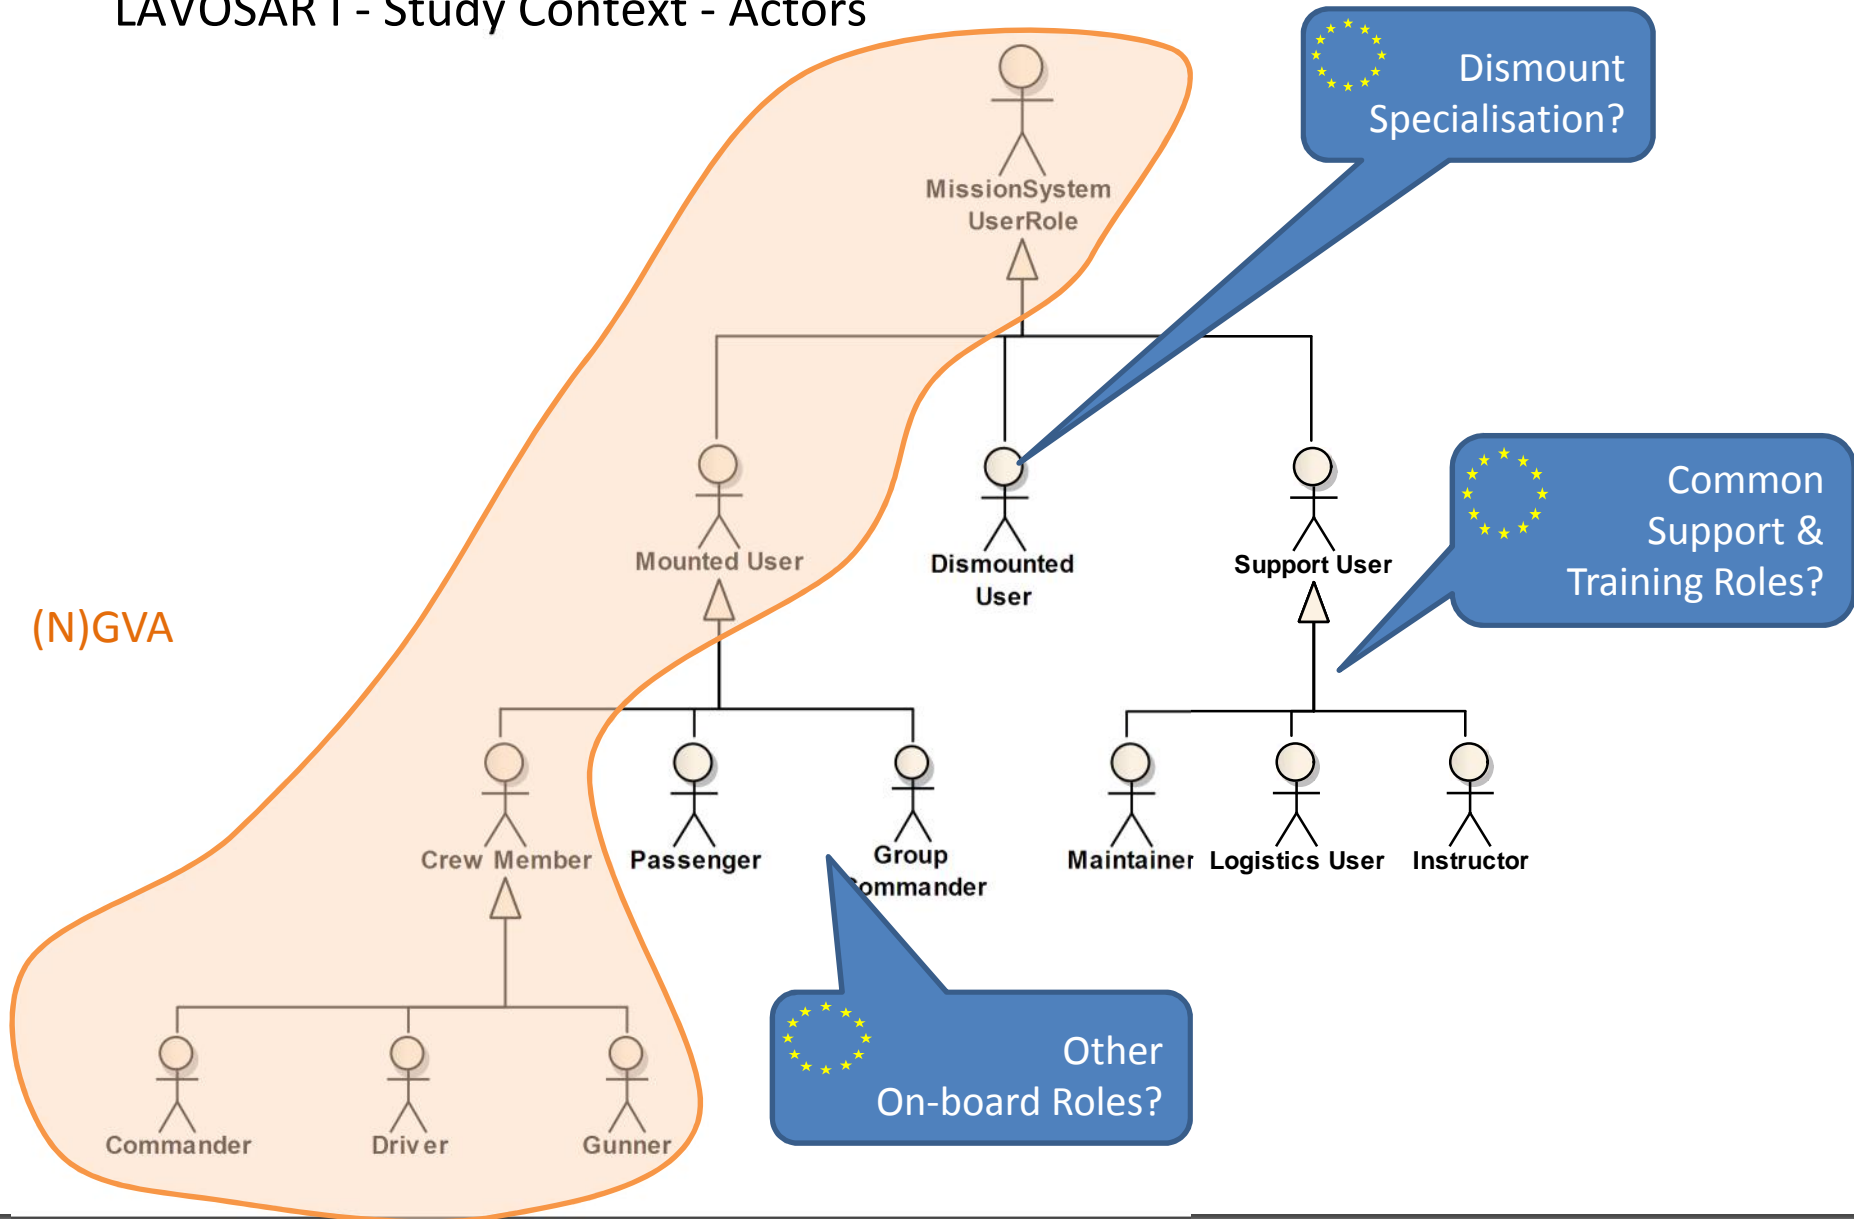 LAVOSAR I - Study Context - Actors
Dismount
Specialisation?
MissionSystem
UserRole
Common
Support &
Training Roles?
Mounted User
Dismounted
User
Support User
(N)GVA
Crew Member
Passenger
Group
Commander
Maintainer
Logistics User
Instructor
Other
On-board Roles?
Commander
Driver
Gunner